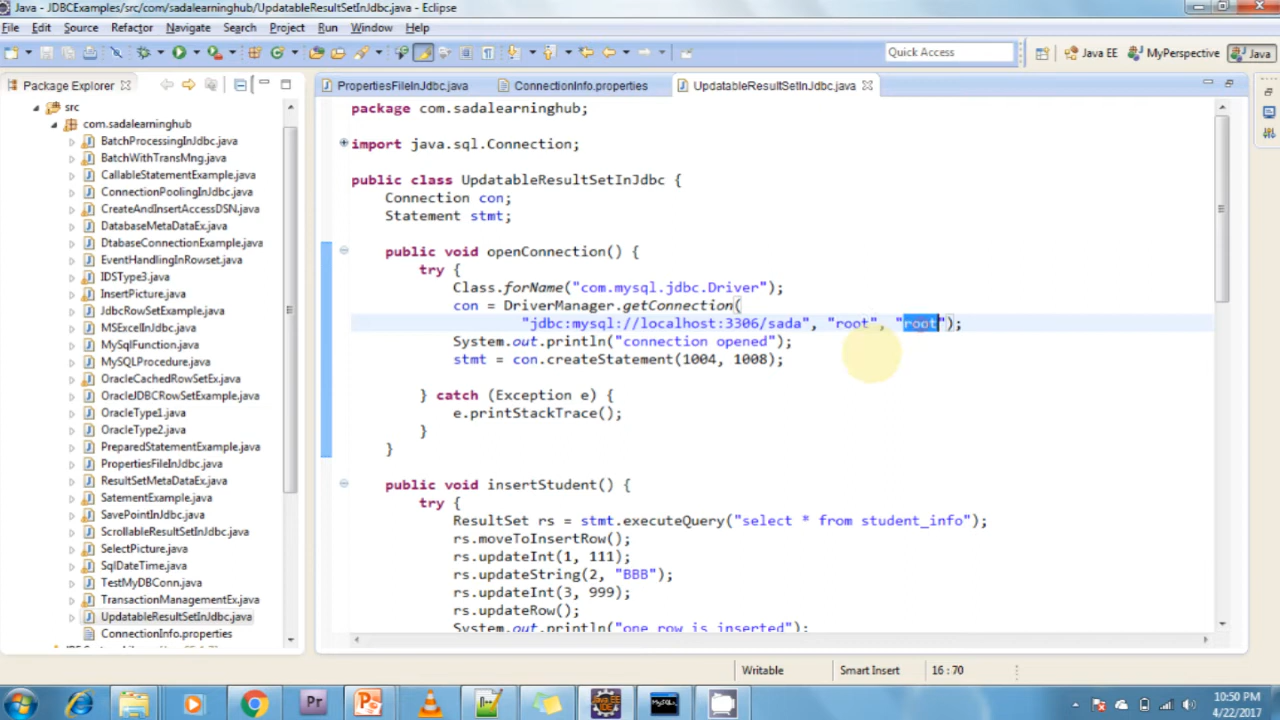 Java - JDBCExamples/src/com/sadalearninghub/UpdatableResultSetInJdbc.java - Eclipse
File Edit Source Refactor Navigate Search Project Run Window Help
Quick Access
Java EE
MyPerspective
Java
Package Explorer
src
com.sadalearninghub
BatchProcessingInJdbc.java
BatchWithTransMng.java
CallableStatementExample.java
ConnectionPoolingInJdbc.java
CreateAndInsertAccessDSN.java
DatabaseMetaDataEx.java
DtabaseConnectionExample.java
EventHandlingInRowset.java
IDSType3.java
InsertPicture.java
JdbcRowSetExample.java
MSExcelInJdbc.java
MySqlFunction.java
MySQLProcedure.java
OracleCachedRowSetEx.java
OracleJDBCRowSetExample.java
OracleType1.java
OracleType2.java
PreparedStatementExample.java
PropertiesFileInJdbc.java
ResultSetMetaDataEx.java
SatementExample.java
SavePointInJdbc.java
ScrollableResultSetInJdbc.java
SelectPicture.java
SqlDateTime.java
TestMyDBConn.java
TransactionManagementEx.java
UpdatableResultSetInJdbc.java
ConnectionInfo.properties
PropertiesFileInJdbc.java
ConnectionInfo.properties
UpdatableResultSetInJdbc.java
package com.sadalearninghub;
import java.sql.Connection;
public class UpdatableResultSetInJdbc {
Connection con;
Statement stmt;
public void openConnection() {
try {
Class.forName("com.mysql.jdbc.Driver");
con = DriverManager.getConnection(
"jdbc:mysql://localhost:3306/sada", "root", "root");
System.out.println("connection opened");
stmt = con.createStatement(1004, 1008);
} catch (Exception e) {
e.printStackTrace();
}
}
public void insertStudent() {
try {
ResultSet rs = stmt.executeQuery("select * from student_info");
rs.moveToInsertRow();
rs.updateInt(1, 111);
rs.updateString(2, "BBB");
rs.updateInt(3, 999);
rs.updateRow();
System.out.println("one row is inserted");
Writable
Smart Insert
16 : 70
10:50 PM
4/22/2017